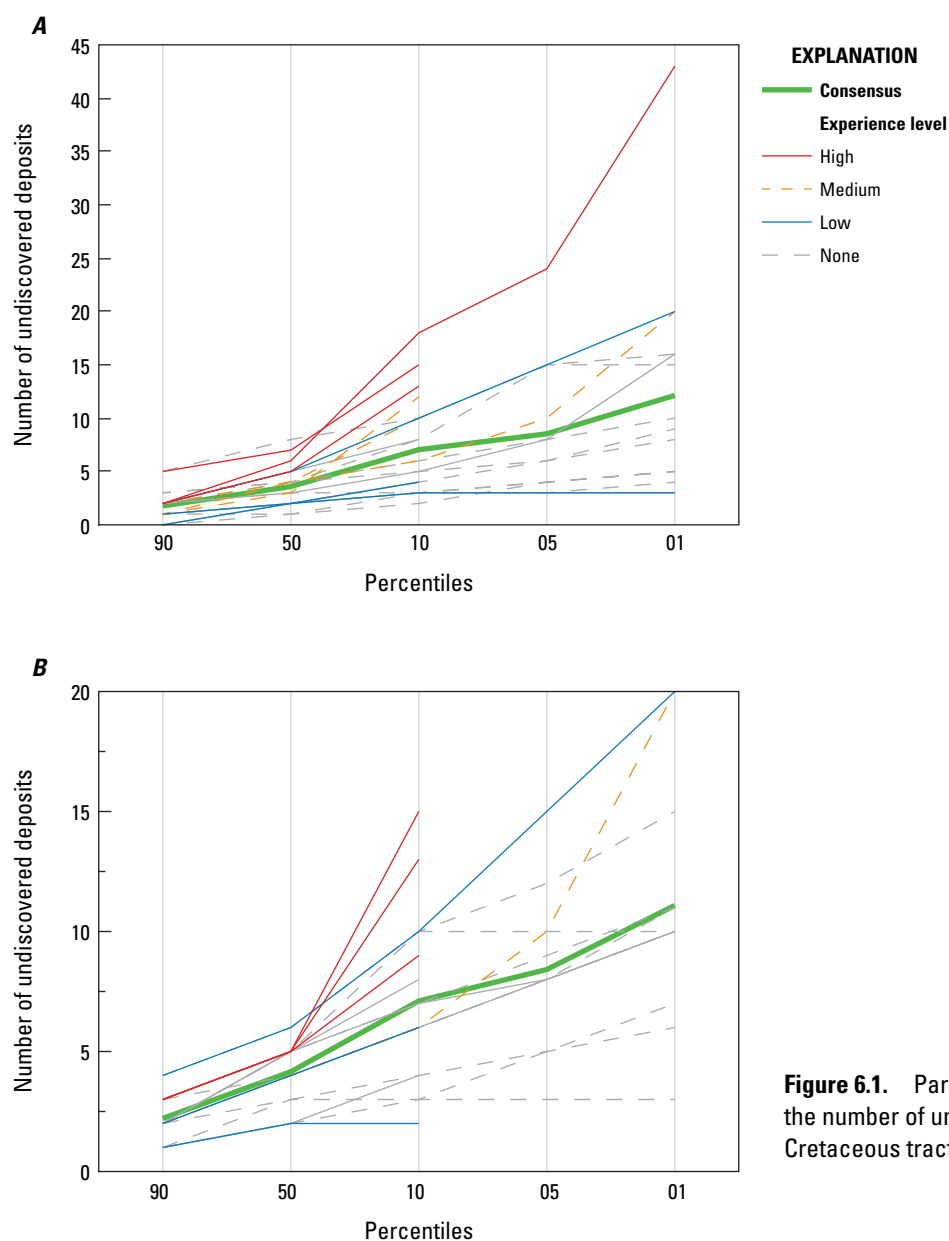 A
45
40
35
30
25
20
15
10
5
0
Number of undiscovered deposits
90 50 10 05 01
Percentiles
EXPLANATION
Consensus
Experience level
High
Medium
Low
None
B
20
15
10
5
0
Number of undiscovered deposits
90 50 10 05 01
Percentiles
Figure 6.1. Par
the number of u
Cretaceous tract